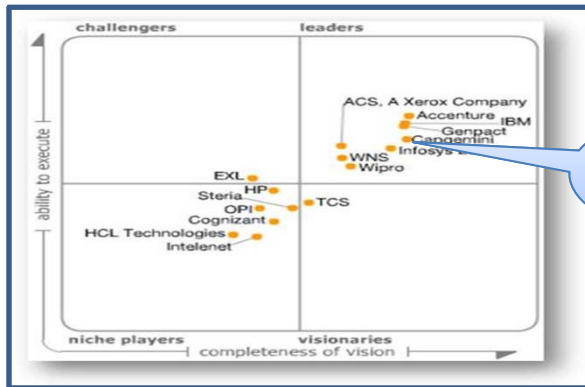 challengers leaders
ACS, A Xerox Company
Accenture
IBM
Genpact
Capgemini
Infosys
WNS
Wipro
EXL
HP
Steria
TCS
OPI
Cognizant
HCL Technologies
Intelenet
ability to execute
niche players visionaries
completeness of vision